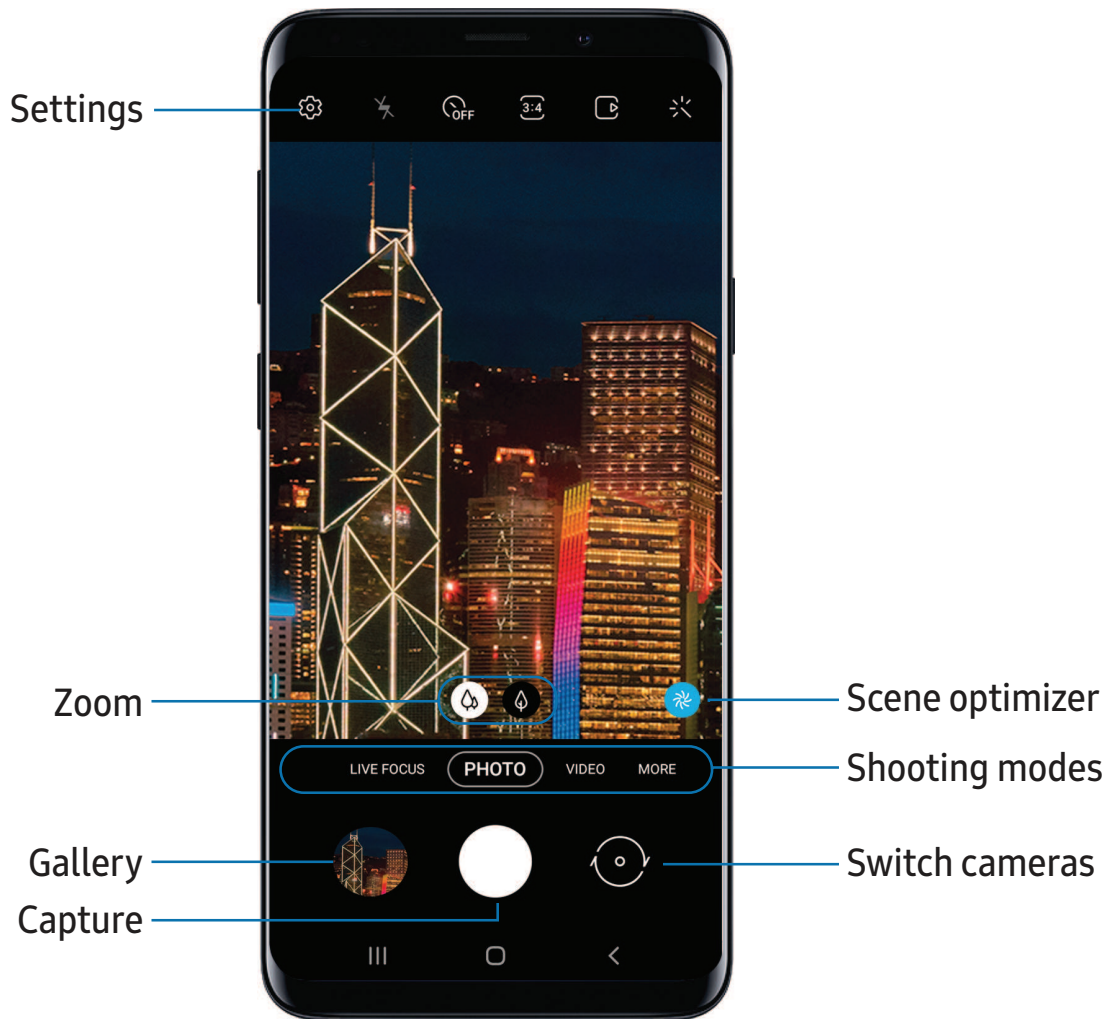 Settings
OFF
3:4
Zoom
Scene optimizer
LIVE FOCUS PHOTO VIDEO MORE
Shooting modes
Gallery
Switch cameras
Capture